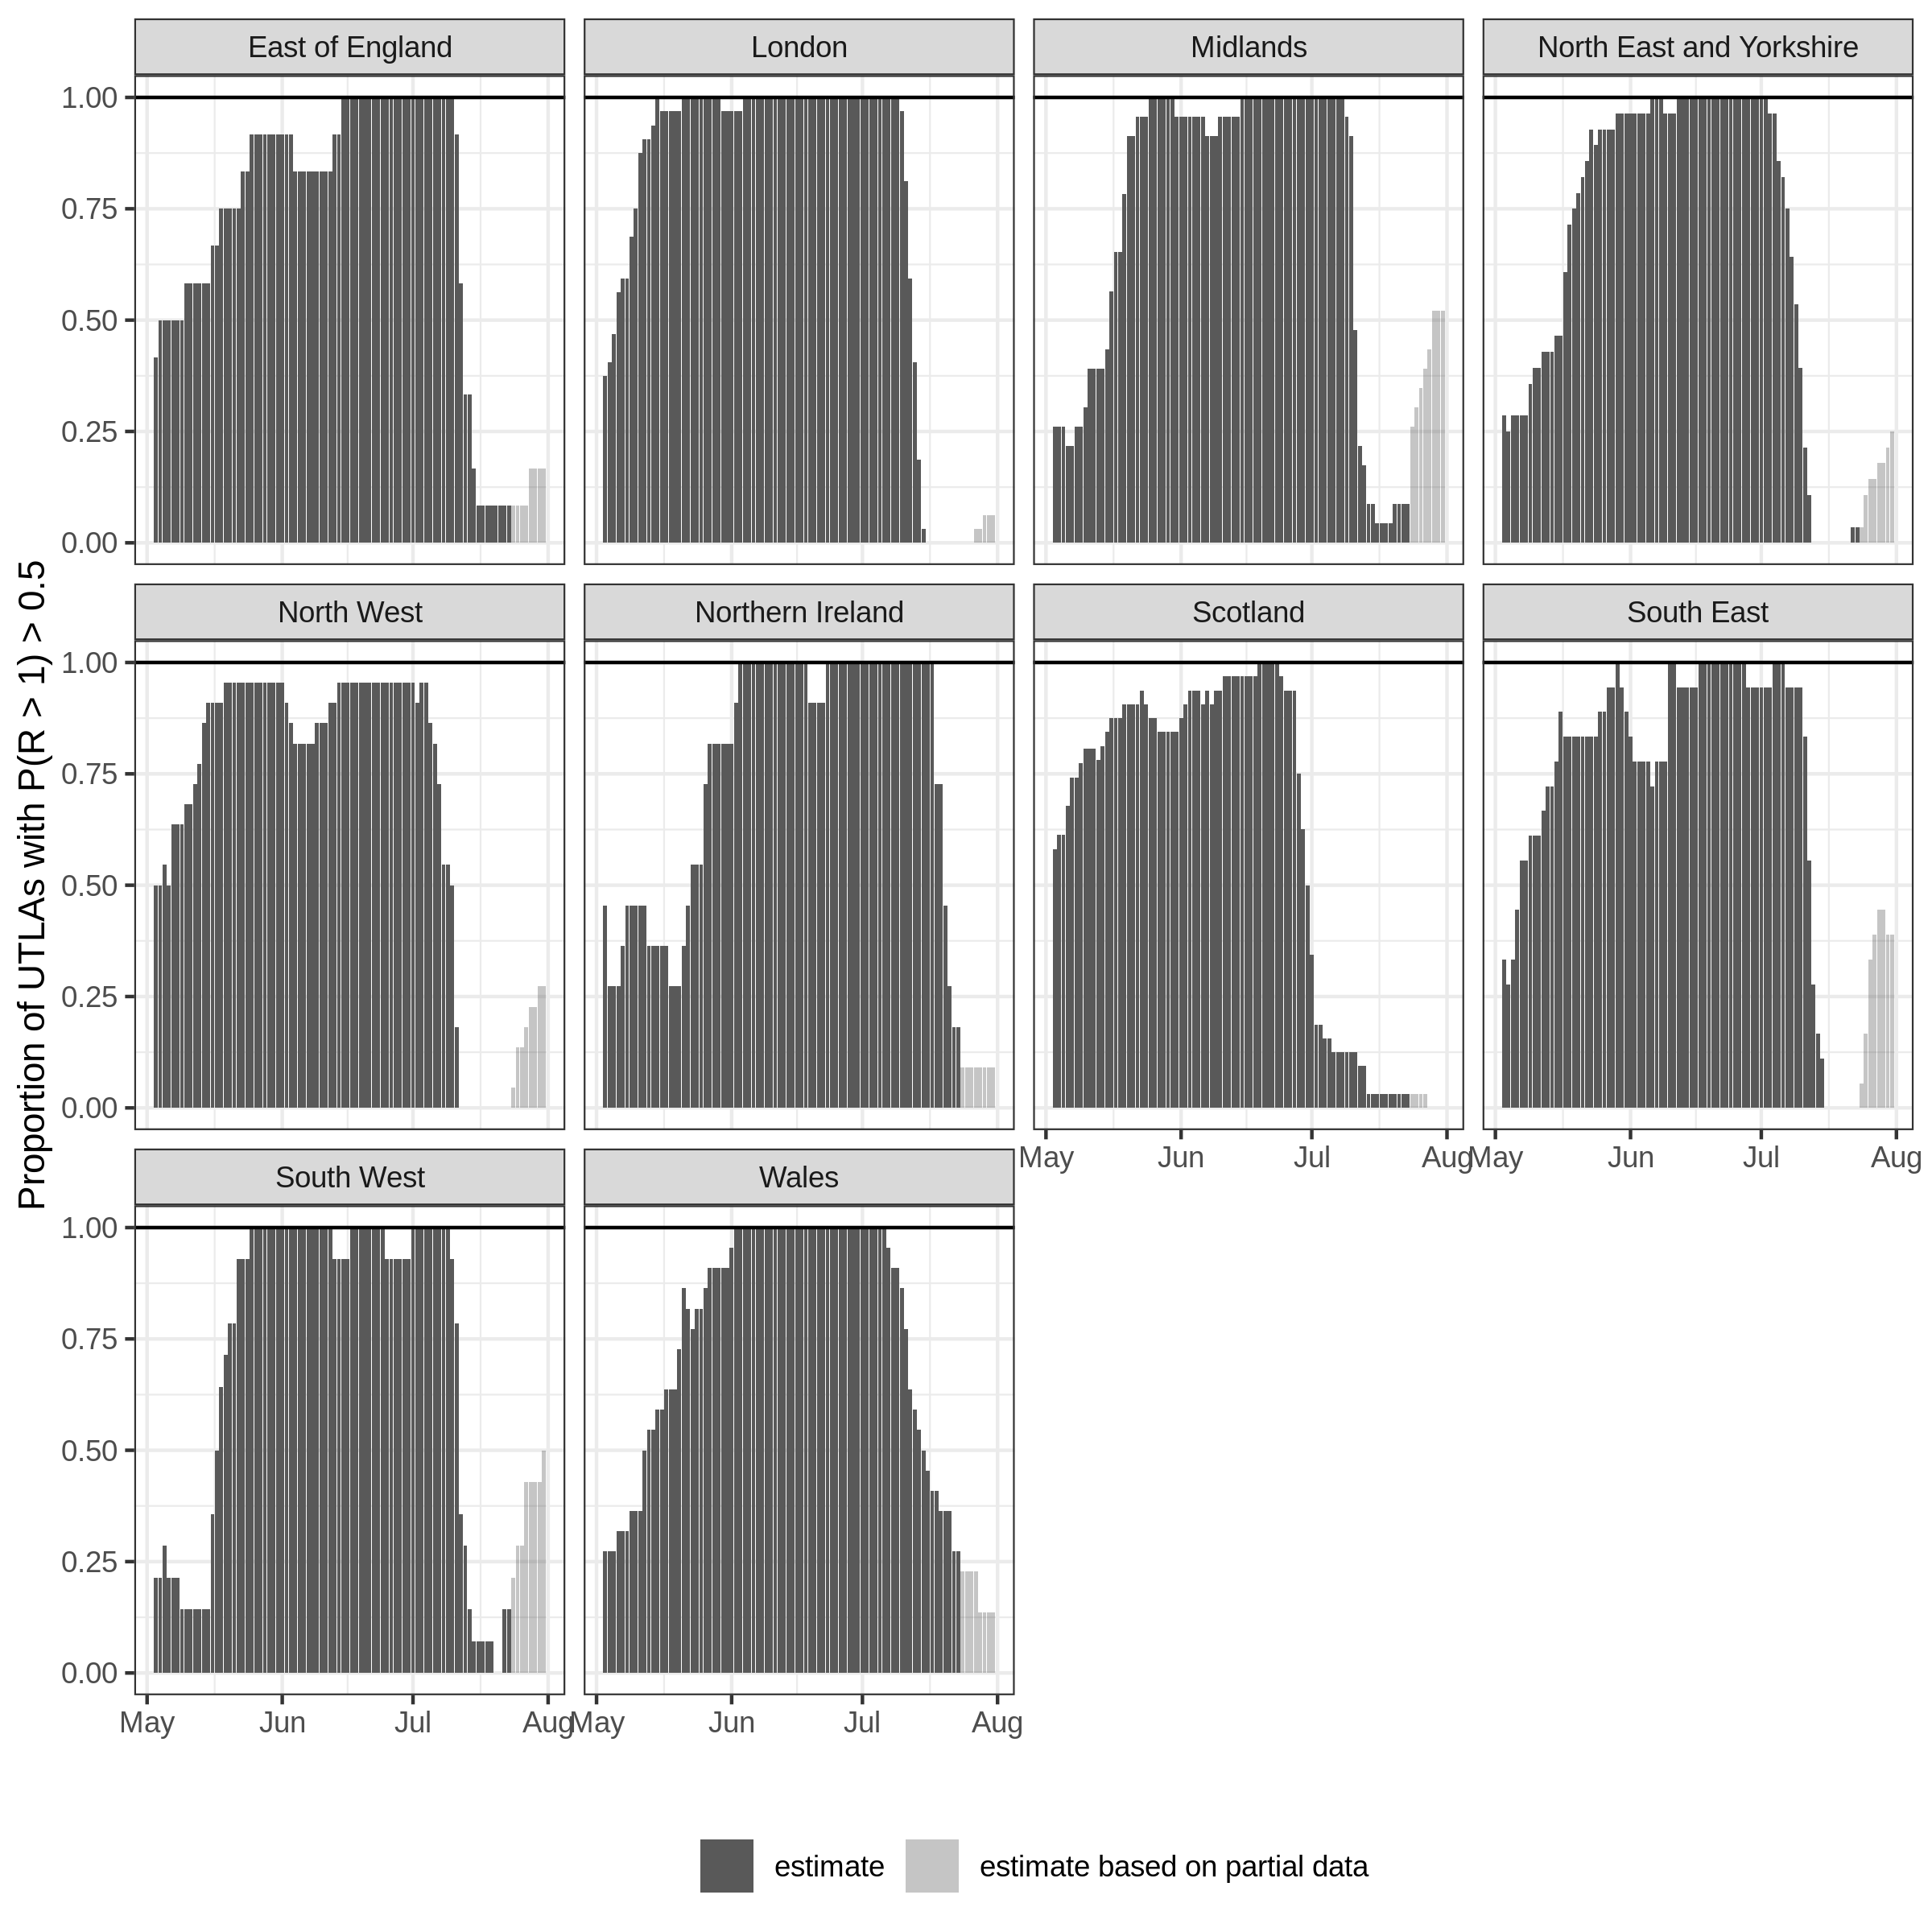 East of England
London
Midlands
North East and Yorkshire
1.00
0.75
0.50
0.25
0.00
North West
Northern Ireland
Scotland
South East
1.00
0.75
0.50
0.25
0.00
May Jun Jul Aug
May Jun Jul Aug
South West
Wales
1.00
0.75
0.50
0.25
0.00
May Jun Jul Aug
May Jun Jul Aug
Proportion of UTLAs with P(R > 1) > 0.5
estimate
estimate based on partial data